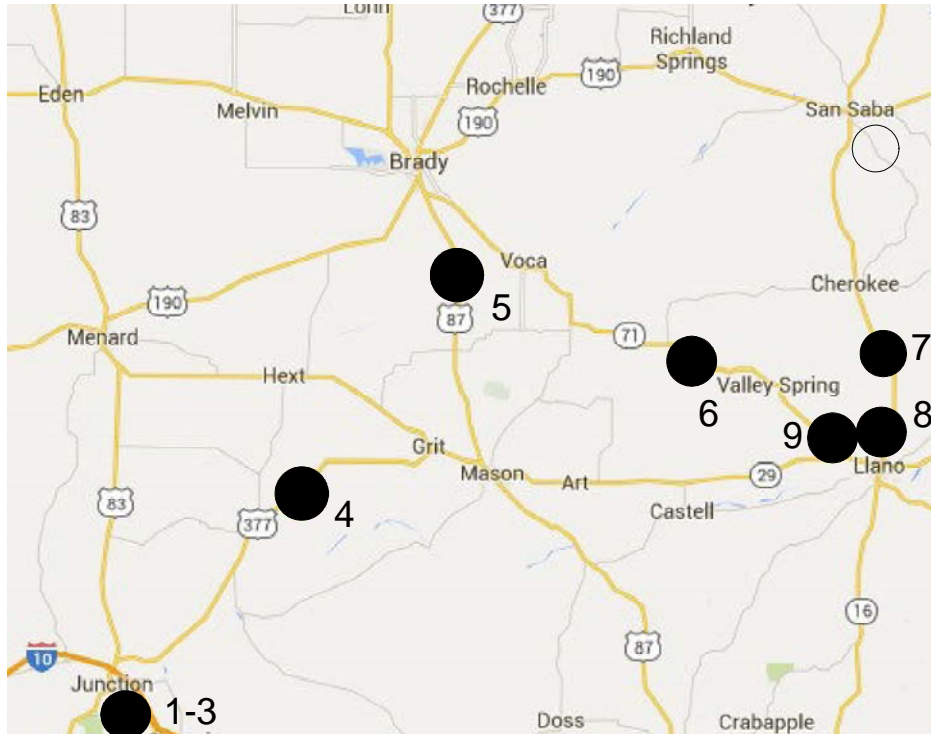 Lohn
377
Richland
Springs
190
Eden
Rochelle
Melvin
San Saba
190
Brady
83
Voca
Cherokee
190
5
87
71
Menard
7
Hext
Valley Spring
6
8
9
Grit
Llano
Mason
29
Art
83
4
Castell
377
16
87
10
Junction
1-3
Doss
Crabapple